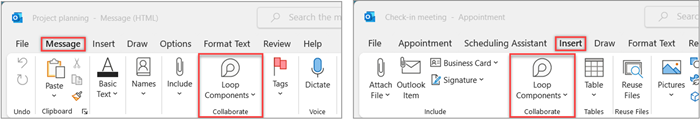 Project planning - Message (HTML)
Search (
File Message Insert Draw Options Format Text Review Help
Paste
Basic Text
Names
Include
Loop Components
Tags
Dictate
Undo Clipboard Collaborate Voice
Check-in meeting - Appointment
Search the m
File Appointment Scheduling Assistant Insert Draw Format Text Re
Attach File
Outlook Item
Business Card
Signature
Loop Components
Table
Reuse Files
Pictures
Include Collaborate Tables Reuse Files